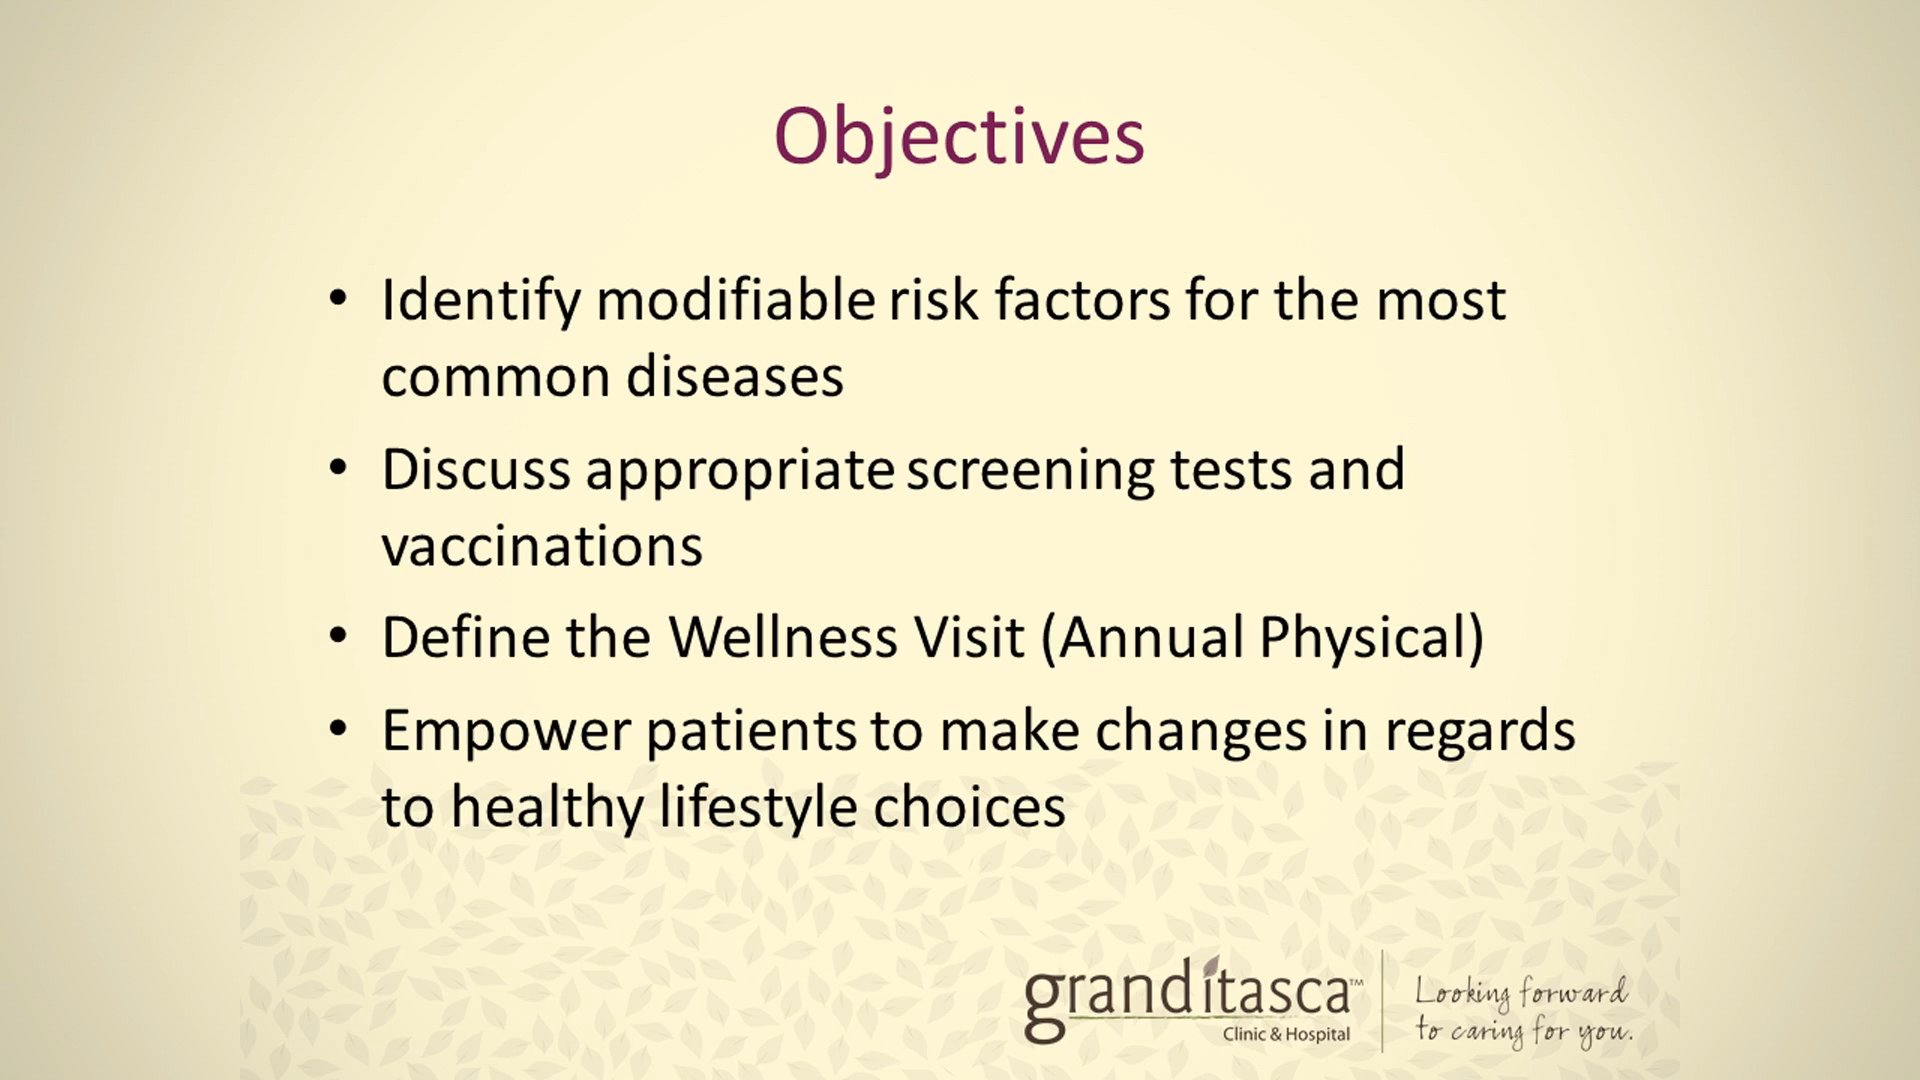 Objectives
• Identify modifiable risk factors for the most
common diseases
• Discuss appropriate screening tests and
vaccinations
• Define the Wellness Visit (Annual Physical)
• Empower patients to make changes in regards
to healthy lifestyle choices
granditasca™
Clinic & Hospital
Looking forward
to caring for you.